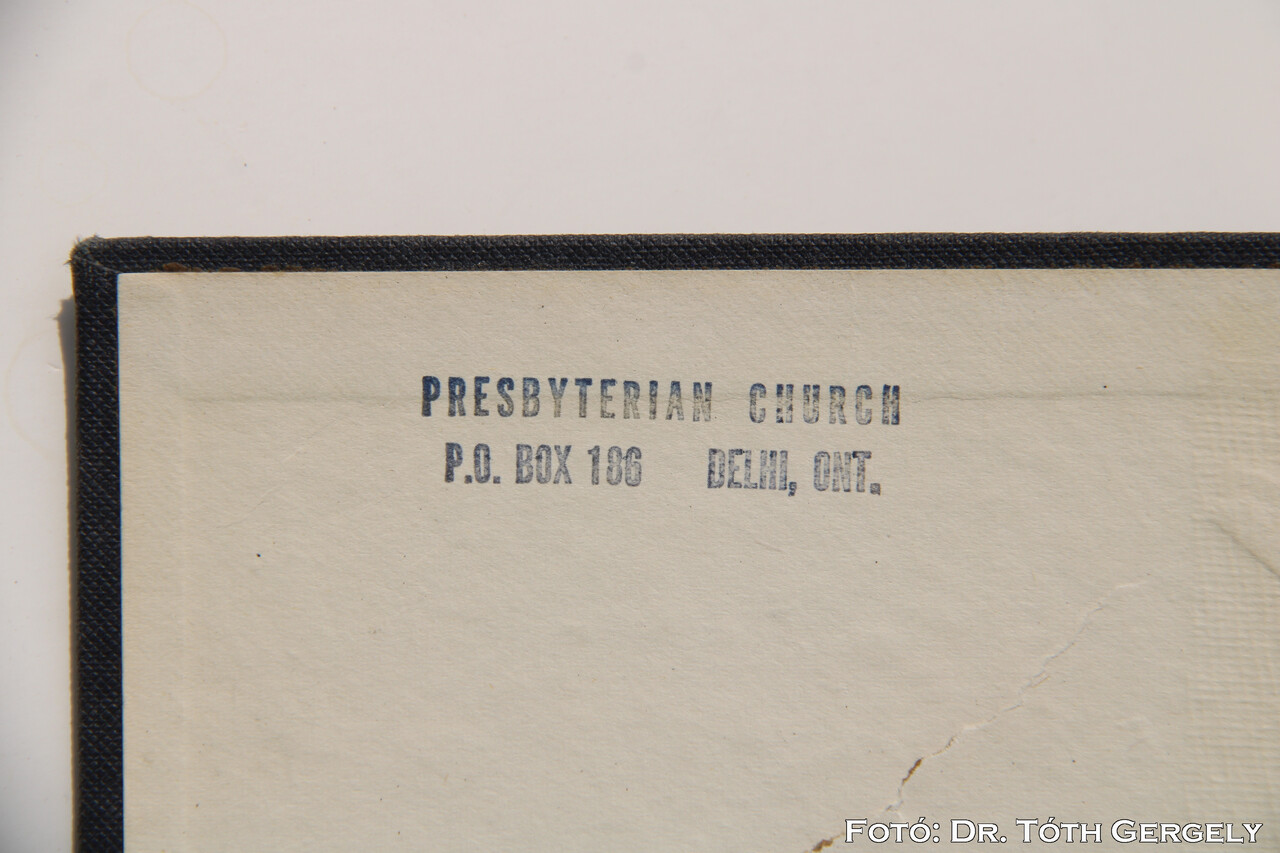 PRESBYTERIAN CHURCH
P.O. BOX 186 DELHI, ONT.
Fotó: Dr. Tóth Gergely